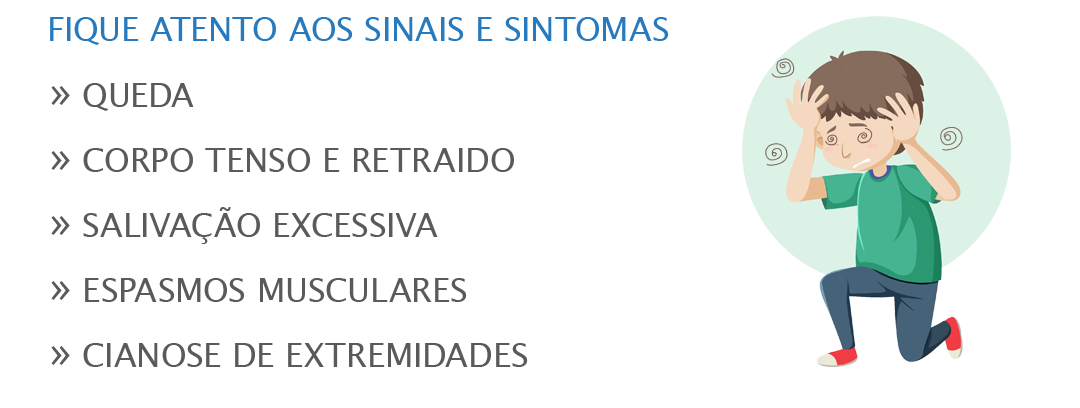 FIQUE ATENTO AOS SINAIS E SINTOMAS
» QUEDA
» CORPO TENSO E RETRAIDO
» SALIVAÇÃO EXCESSIVA
» ESPASMOS MUSCULARES
» CIANOSE DE EXTREMIDADES